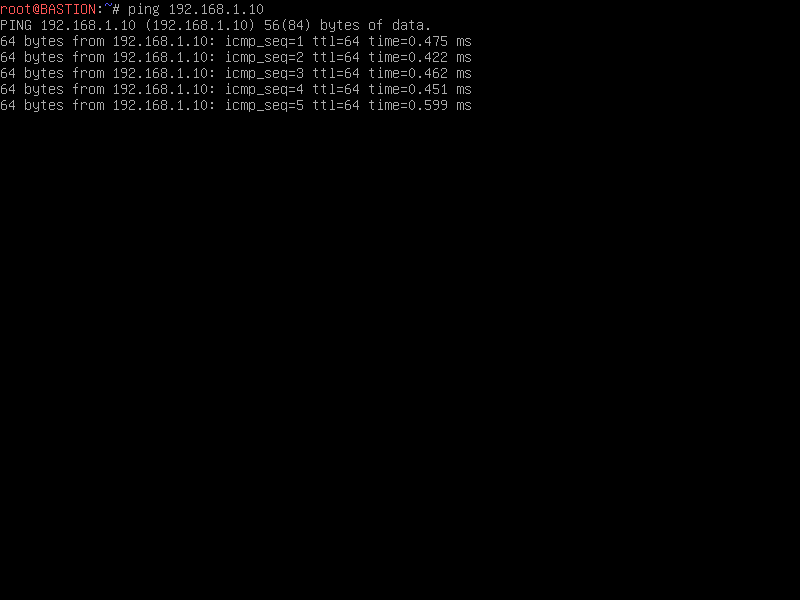 root@BASTION:~# ping 192.168.1.10
PING 192.168.1.10 (192.168.1.10) 56(84) bytes of data.
64 bytes from 192.168.1.10: icmp_seq=1 ttl=64 time=0.475 ms
64 bytes from 192.168.1.10: icmp_seq=2 ttl=64 time=0.422 ms
64 bytes from 192.168.1.10: icmp_seq=3 ttl=64 time=0.462 ms
64 bytes from 192.168.1.10: icmp_seq=4 ttl=64 time=0.451 ms
64 bytes from 192.168.1.10: icmp_seq=5 ttl=64 time=0.599 ms